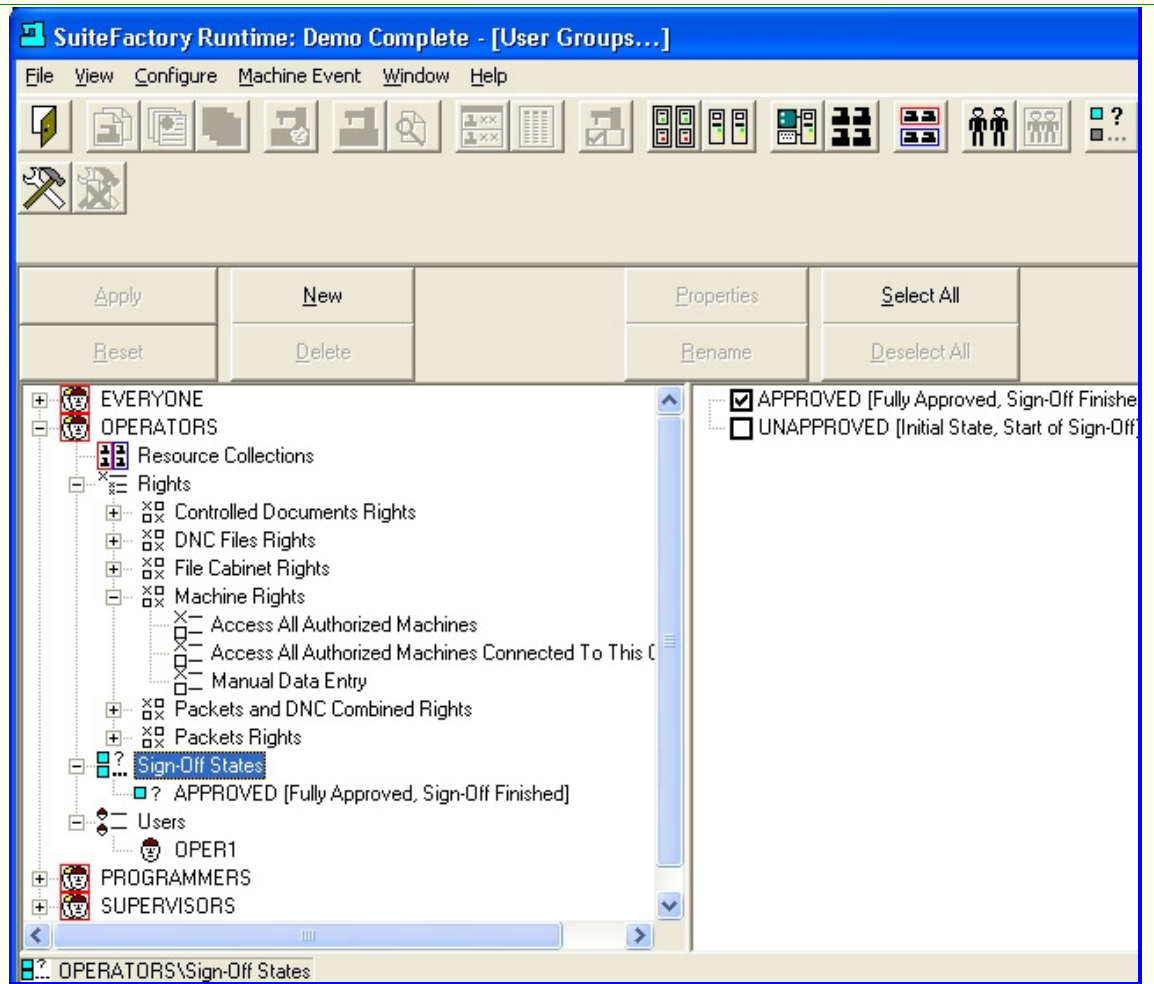 SuiteFactory Runtime: Demo Complete - [User Groups...]
File View Configure Machine Event Window Help
Apply New Properties Select All
Reset Delete Rename Deselect All
EVERYONE
OPERATORS
Resource Collections
Rights
Controlled Documents Rights
DNC Files Rights
File Cabinet Rights
Machine Rights
Access All Authorized Machines
Access All Authorized Machines Connected To This
Manual Data Entry
Packets and DNC Combined Rights
Packets Rights
Sign-Off States
APPROVED [Fully Approved, Sign-Off Finished]
Users
OPER1
PROGRAMMERS
SUPERVISORS
APPROVED [Fully Approved, Sign-Off Finishe
UNAPPROVED [Initial State, Start of Sign-Off]
OPERATORS\Sign-Off States